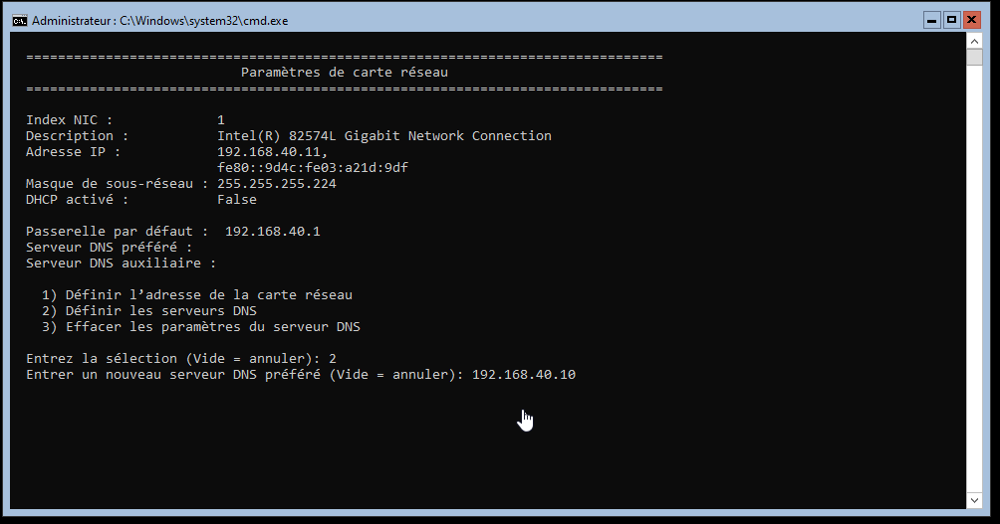 Administrateur : C:\Windows\system32\cmd.exe
================================================================================
Paramètres de carte réseau
================================================================================
Index NIC : 1
Description : Intel(R) 82574L Gigabit Network Connection
Adresse IP : 192.168.40.11,
fe80::9d4c:fe03:a21d:9df
Masque de sous-réseau : 255.255.255.224
DHCP activé : False
Passerelle par défaut : 192.168.40.1
Serveur DNS préféré :
Serveur DNS auxiliaire :
1) Définir l’adresse de la carte réseau
2) Définir les serveurs DNS
3) Effacer les paramètres du serveur DNS
Entrez la sélection (Vide = annuler): 2
Entrer un nouveau serveur DNS préféré (Vide = annuler): 192.168.40.10